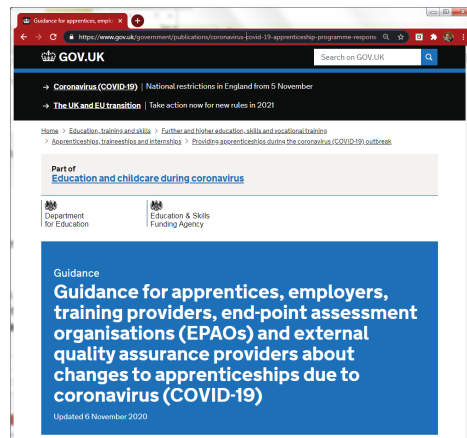 Guidance for apprentices, emplo
https://www.gov.uk/government/publications/coronavirus-covid-19-apprenticeship-programme-respons
GOV.UK
Search on GOV.UK
→ Coronavirus (COVID-19) | National restrictions in England from 5 November
→ The UK and EU transition | Take action now for new rules in 2021
Home > Education, training and skills > Further and higher education, skills and vocational training
> Apprenticeships, traineeships and internships > Providing apprenticeships during the coronavirus (COVID-19) outbreak
Part of
Education and childcare during coronavirus
Department
for Education
Education & Skills
Funding Agency
Guidance
Guidance for apprentices, employers,
training providers, end-point assessment
organisations (EPAOs) and external
quality assurance providers about
changes to apprenticeships due to
coronavirus (COVID-19)
Updated 6 November 2020